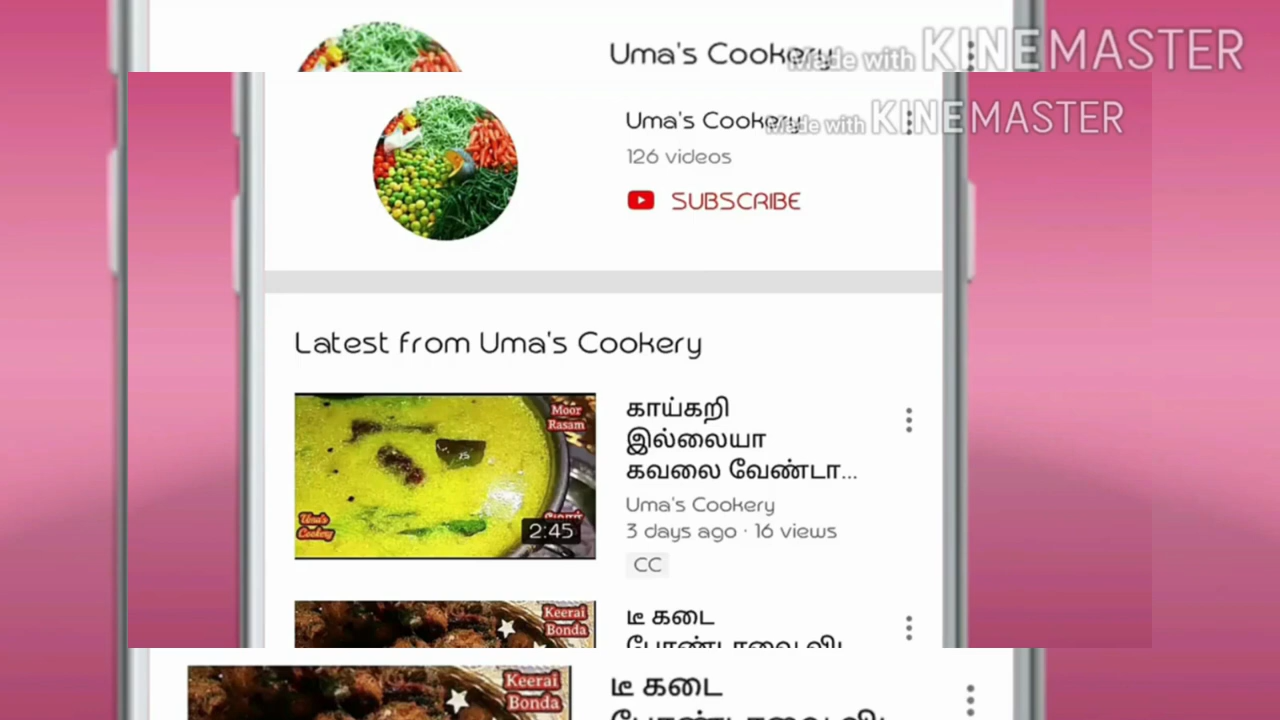 Uma's Cookery
Made with KINEMASTER
Uma's Cookery
Made with KINEMASTER
126 videos
SUBSCRIBE
Latest from Uma's Cookery
Moor
Rasam
Uma's
Cookery
2:45
காய்கறி
இல்லையா
கவலை வேண்டா...
Uma's Cookery
3 days ago · 16 views
CC
Keerai
Bonda
டீ கடை
Keerai
Bonda
டீ கடை